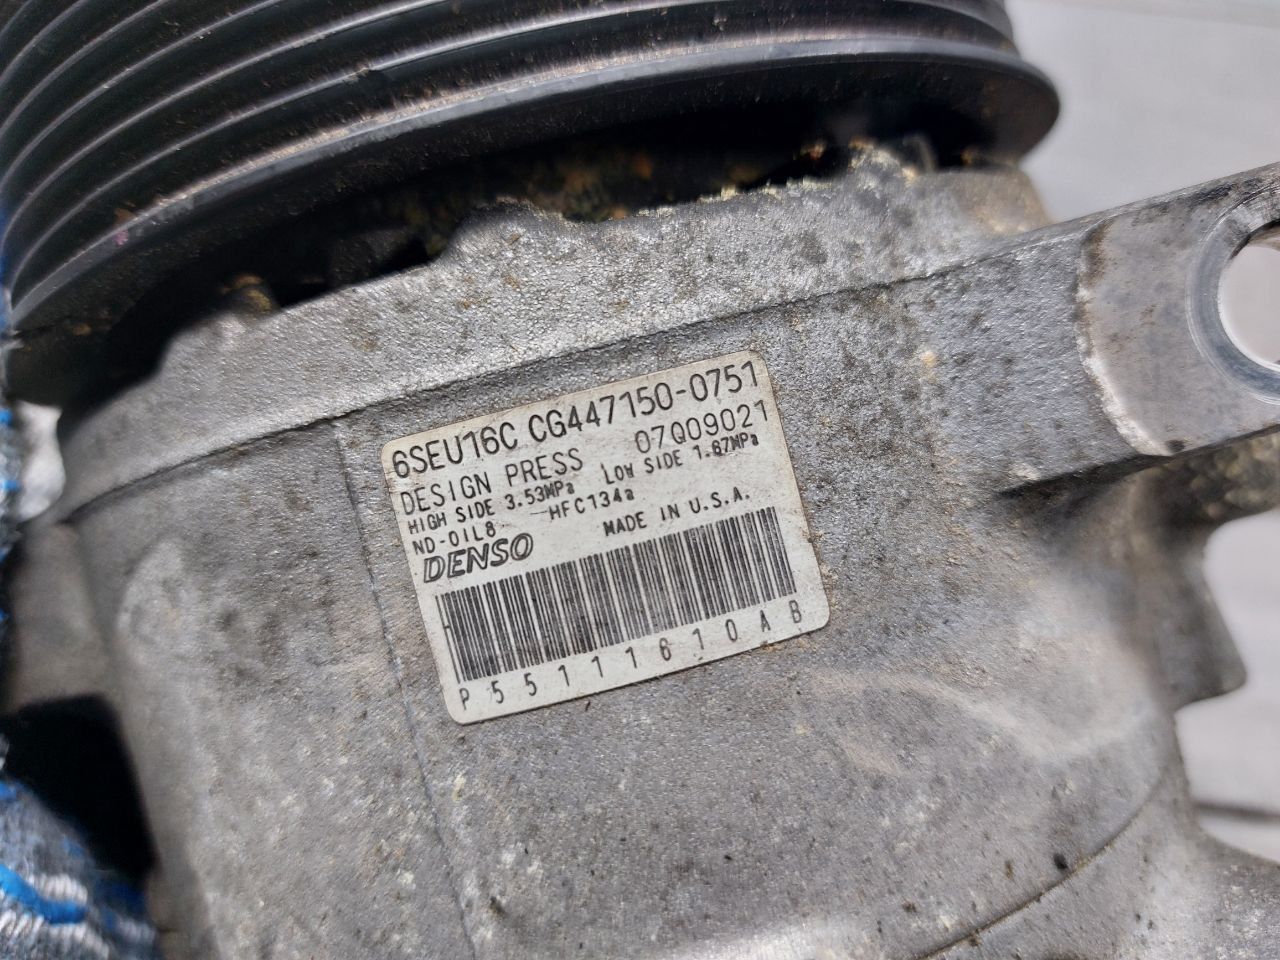 6SEU16C CG447150-0751
DESIGN PRESS 07Q09021
HIGH SIDE 3.53MPa LOW SIDE 1.87MPa
ND-OIL8 HFC134a
DENSO MADE IN U.S.A.
P55111610AB